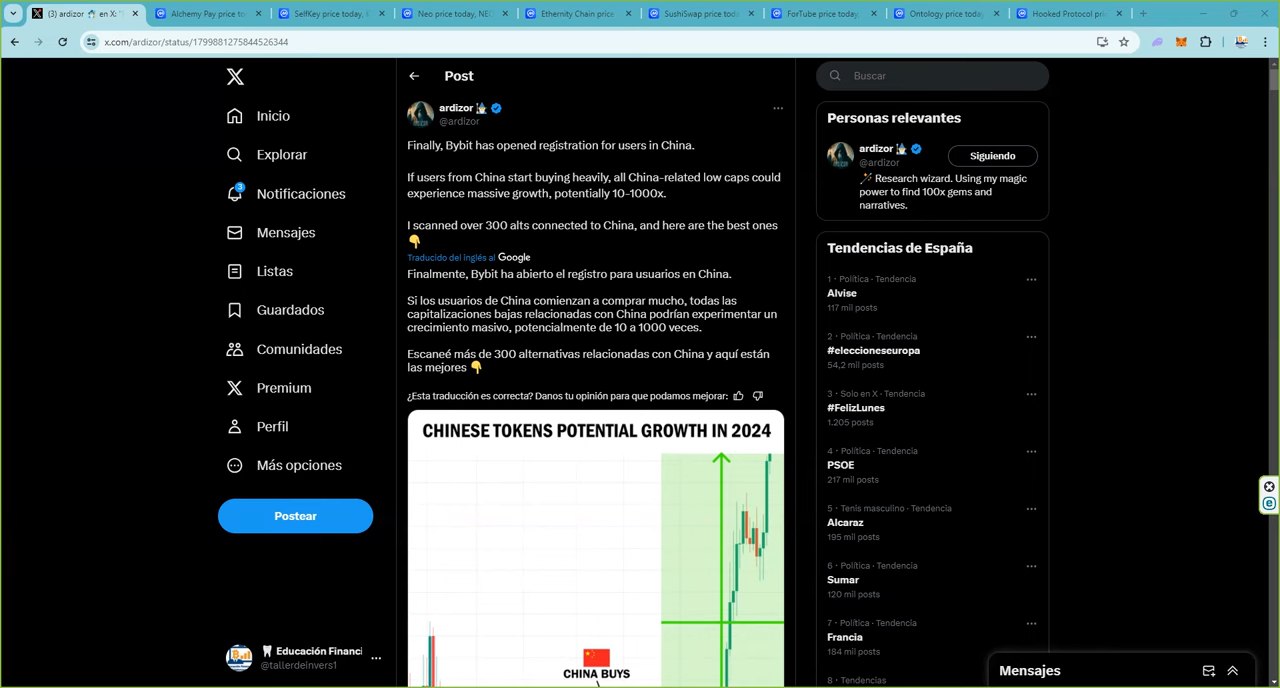 (3) ardizor en X: "
Alchemy Pay price to
SelfKey price today,
Neo price today, NEO
Ethernity Chain price
SushiSwap price toda
ForTube price today,
Ontology price today,
Hooked Protocol pri
x.com/ardizor/status/1799881275844526344
Inicio
Explorar
3
Notificaciones
Mensajes
Listas
Guardados
Comunidades
Premium
Perfil
Más opciones
Postear
Educación Financi
@tallerdeinvers1
Post
ardizor
@ardizor
Finally, Bybit has opened registration for users in China.
If users from China start buying heavily, all China-related low caps could
experience massive growth, potentially 10-1000x.
I scanned over 300 alts connected to China, and here are the best ones
👇
Traducido del inglés al Google
Finalmente, Bybit ha abierto el registro para usuarios en China.
Si los usuarios de China comienzan a comprar mucho, todas las
capitalizaciones bajas relacionadas con China podrían experimentar un
crecimiento masivo, potencialmente de 10 a 1000 veces.
Escaneé más de 300 alternativas relacionadas con China y aquí están
las mejores 👇
¿Esta traducción es correcta? Danos tu opinión para que podamos mejorar:
CHINESE TOKENS POTENTIAL GROWTH IN 2024
CHINA BUYS
Buscar
Personas relevantes
ardizor
@ardizor
Siguiendo
Research wizard. Using my magic
power to find 100x gems and
narratives.
Tendencias de España
1 · Política · Tendencia
Alvise
117 mil posts
2 · Política · Tendencia
#eleccioneseuropa
54,2 mil posts
3 · Solo en X · Tendencia
#FelizLunes
1.205 posts
4 · Política · Tendencia
PSOE
217 mil posts
5 · Tenis masculino · Tendencia
Alcaraz
195 mil posts
6 · Política · Tendencia
Sumar
120 mil posts
7 · Política · Tendencia
Francia
184 mil posts
8 · Tendencias
Mensajes